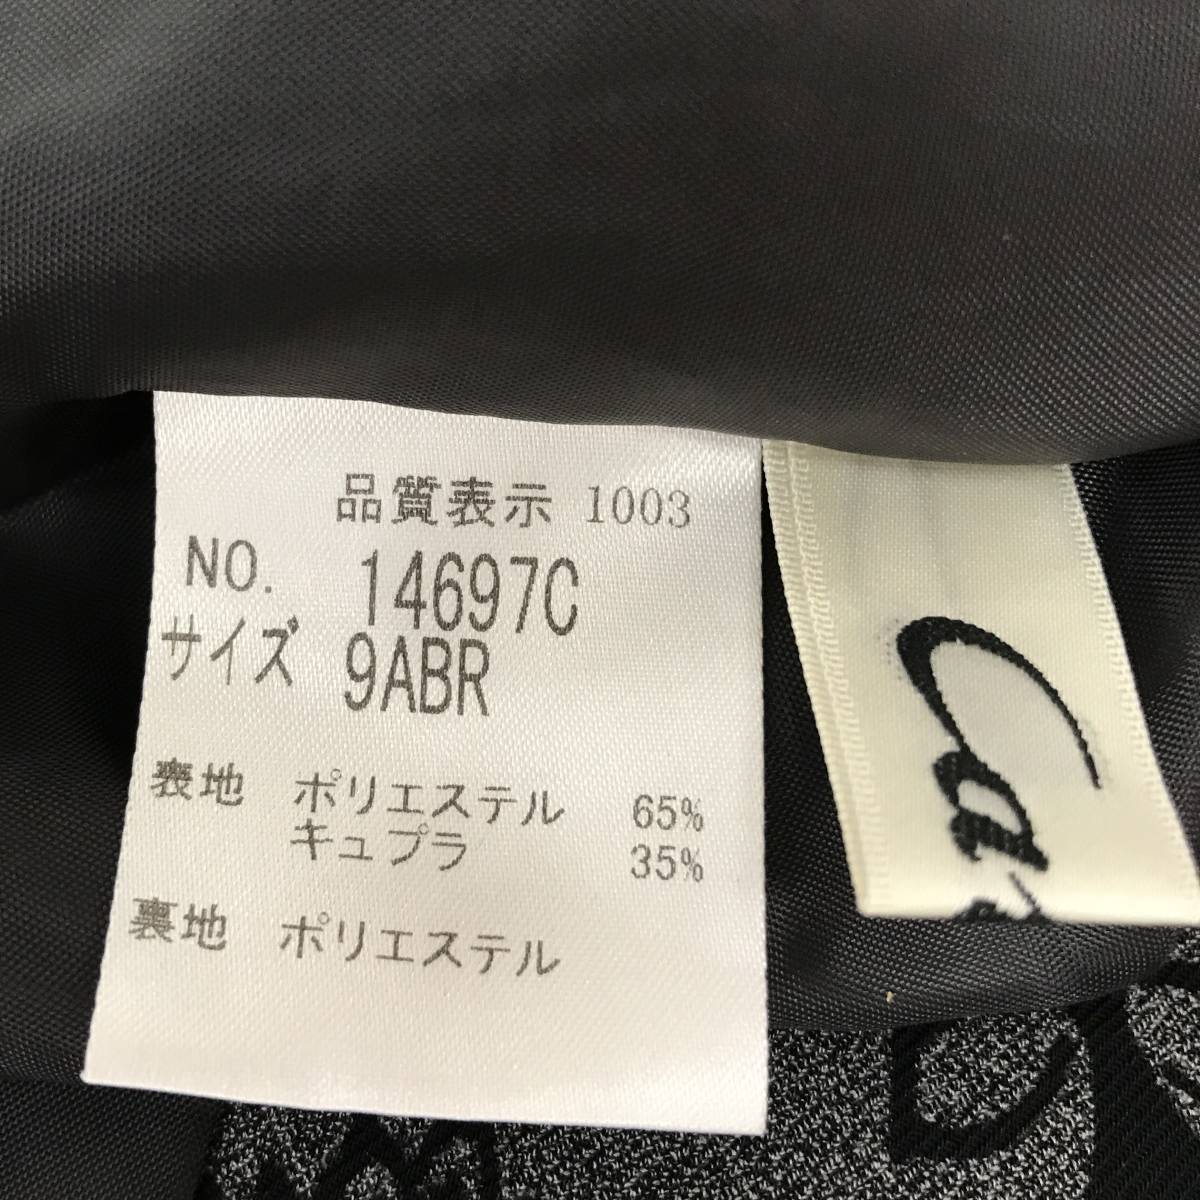 品質表示 1003
NO. 14697C
サイズ 9ABR
表地 ポリエステル 65%
キュプラ 35%
裏地 ポリエステル
Ca